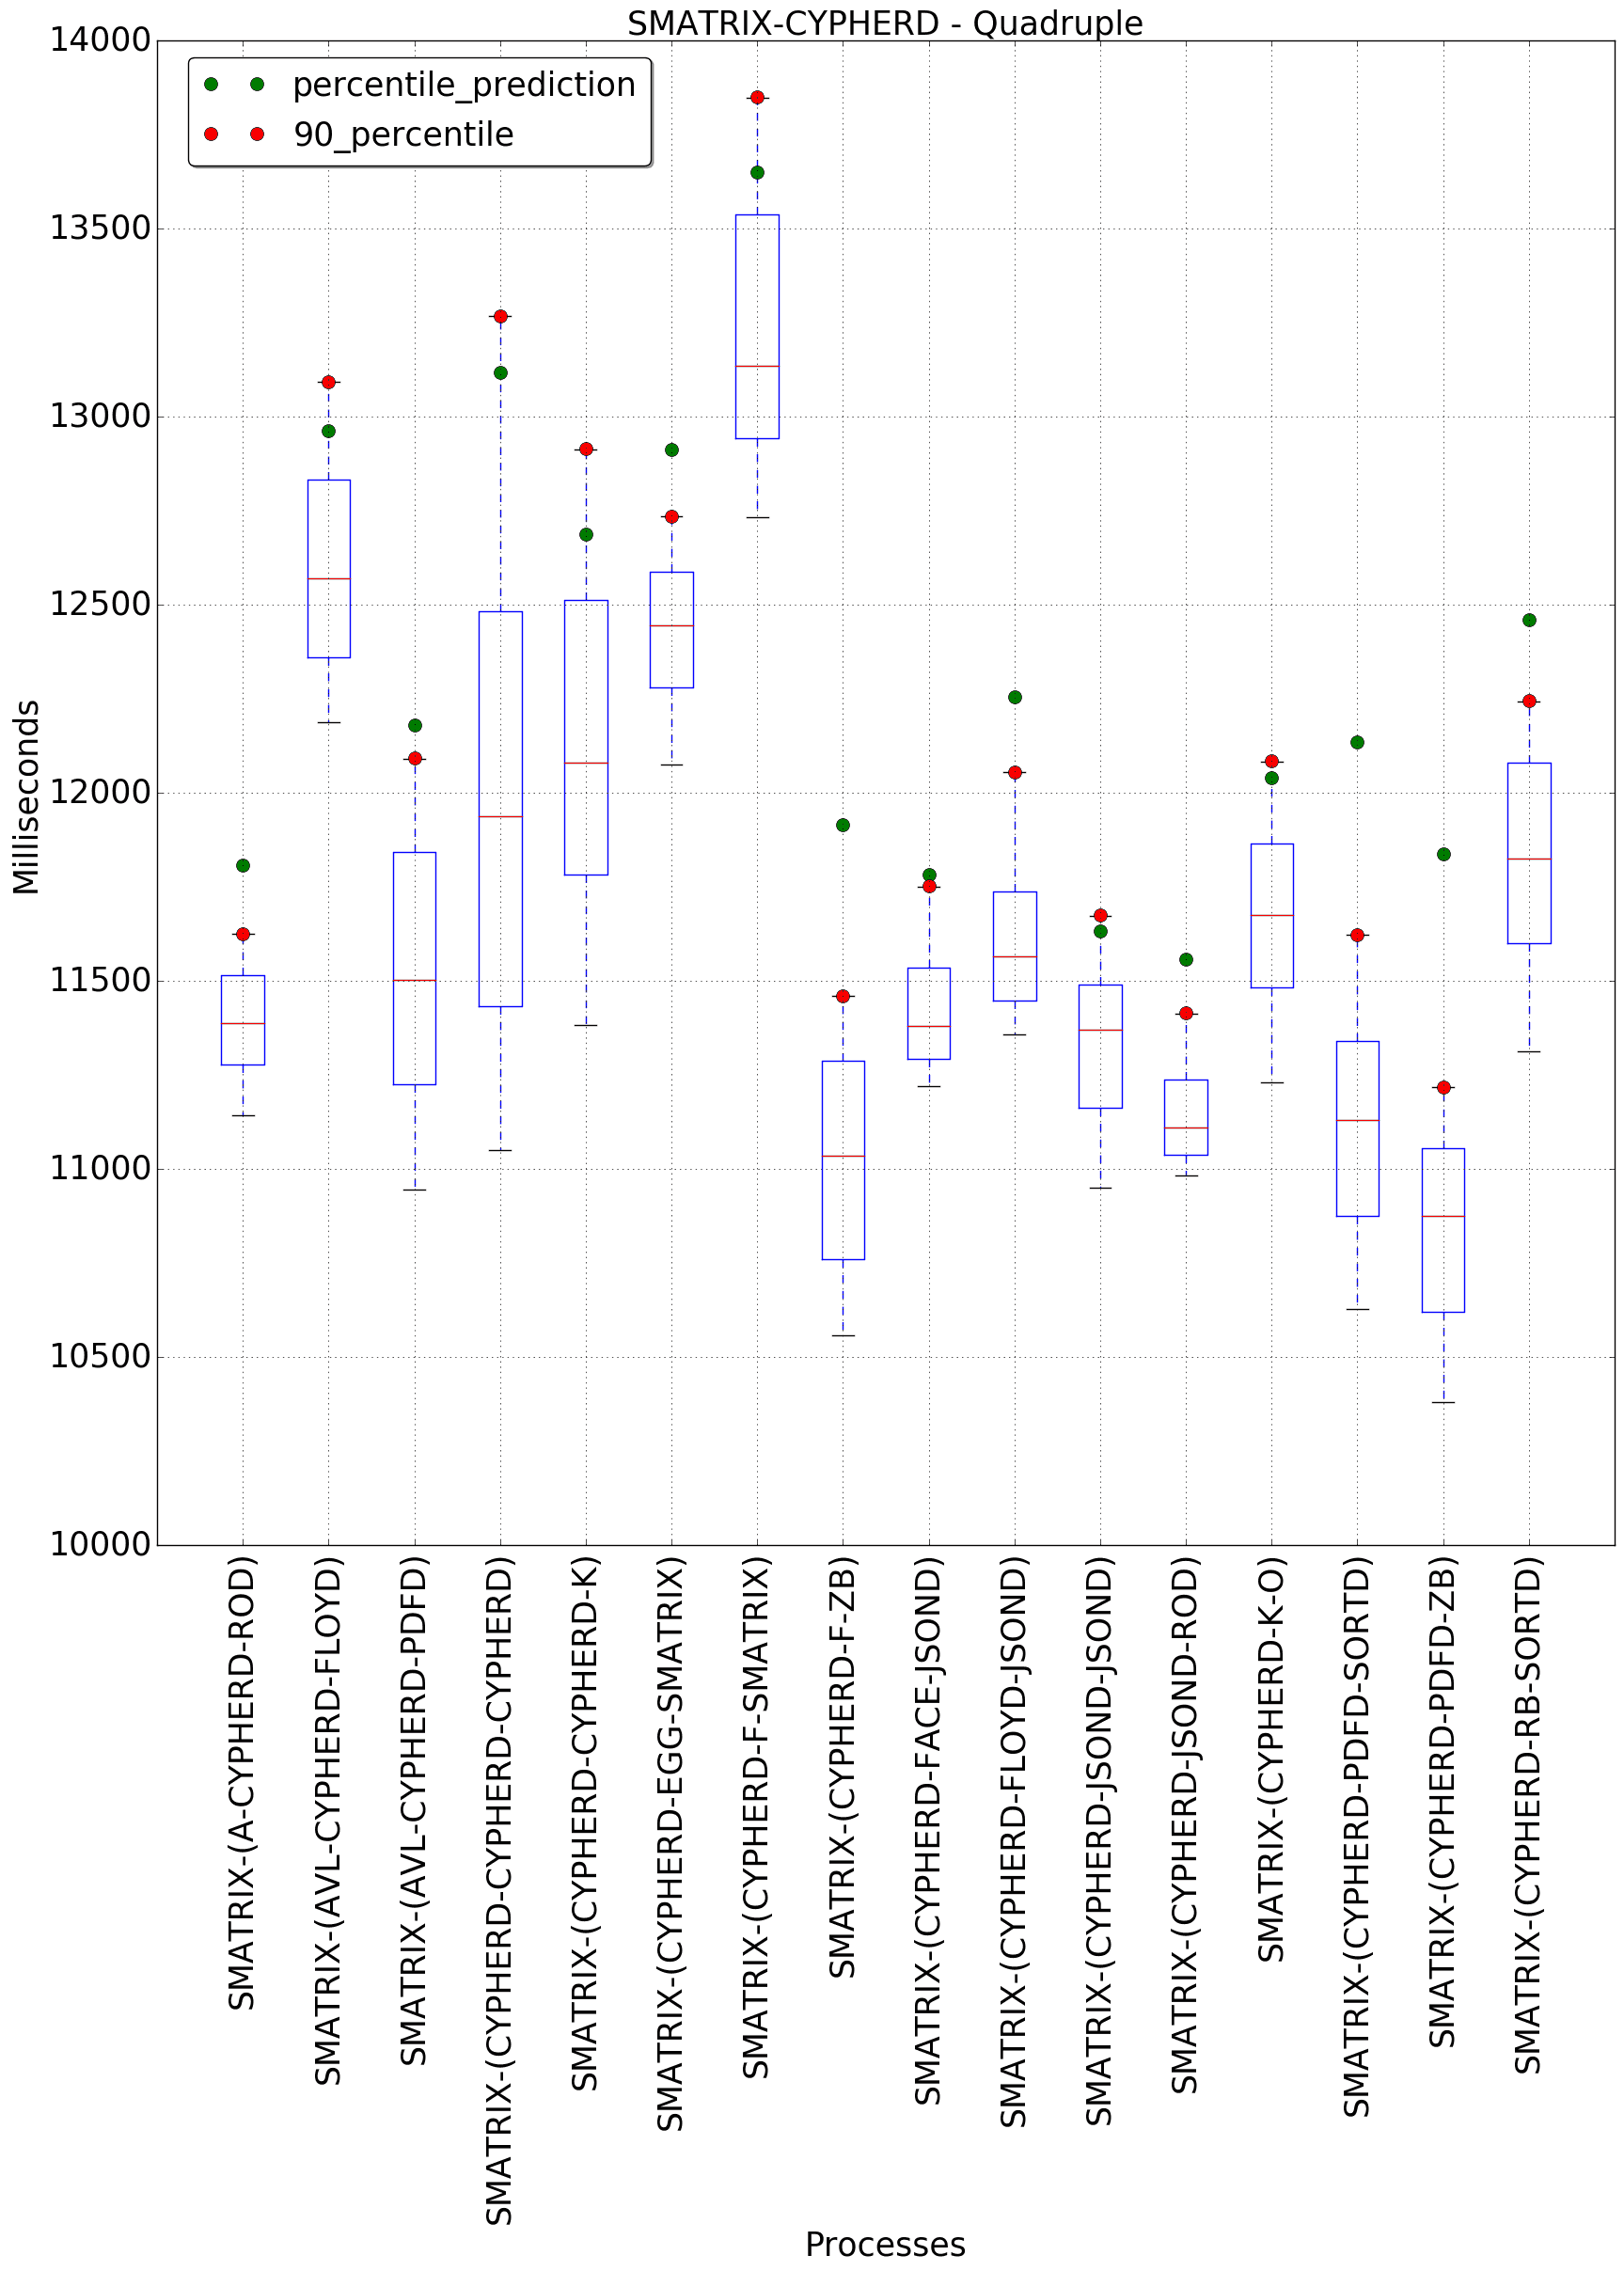 SMATRIX-CYPHERD - Quadruple
14000
13500
13000
12500
12000
11500
11000
10500
10000
Milliseconds
percentile_prediction
90_percentile
SMATRIX-(A-CYPHERD-ROD)
SMATRIX-(AVL-CYPHERD-FLOYD)
SMATRIX-(AVL-CYPHERD-PDFD)
SMATRIX-(CYPHERD-CYPHERD-CYPHERD)
SMATRIX-(CYPHERD-CYPHERD-K)
SMATRIX-(CYPHERD-EGG-SMATRIX)
SMATRIX-(CYPHERD-F-SMATRIX)
SMATRIX-(CYPHERD-F-ZB)
SMATRIX-(CYPHERD-FACE-JSOND)
SMATRIX-(CYPHERD-FLOYD-JSOND)
SMATRIX-(CYPHERD-JSOND-JSOND)
SMATRIX-(CYPHERD-JSOND-ROD)
SMATRIX-(CYPHERD-K-O)
SMATRIX-(CYPHERD-PDFD-SORTD)
SMATRIX-(CYPHERD-PDFD-ZB)
SMATRIX-(CYPHERD-RB-SORTD)
Processes